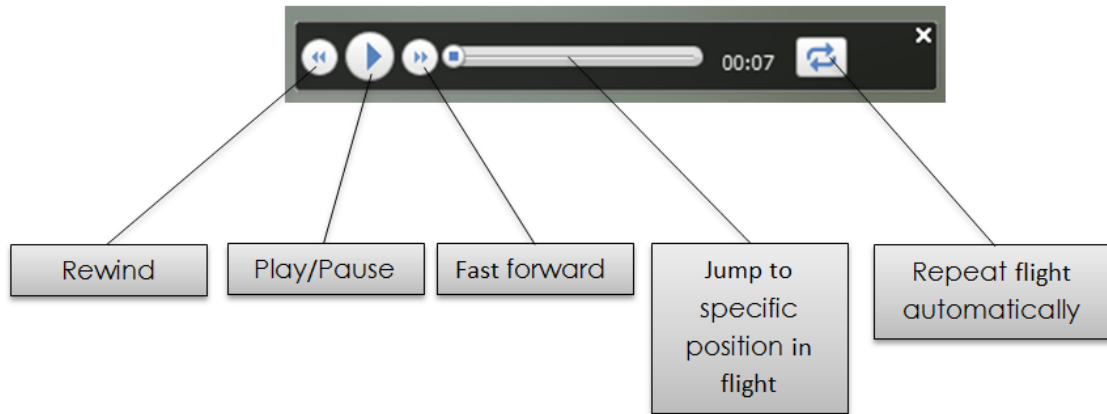 00:07
Rewind
Play/Pause
Fast forward
Jump to
specific
position in
flight
Repeat flight
automatically